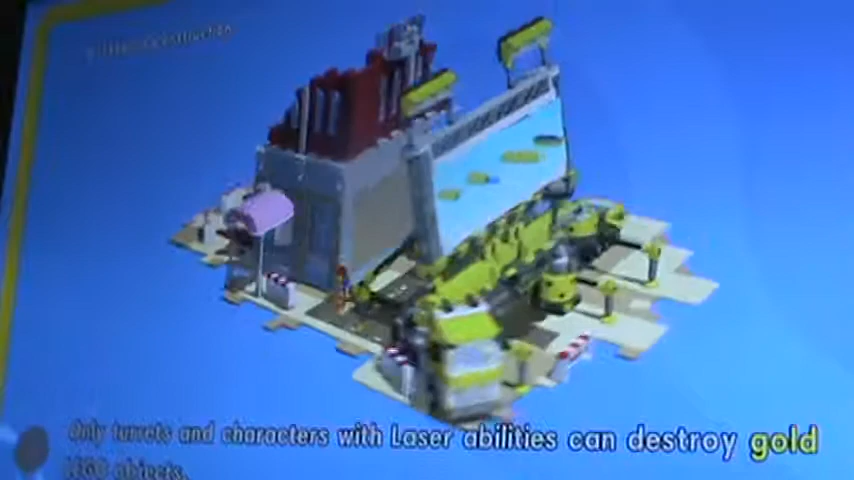 Only turrets and characters with Laser abilities can destroy gold
LEGO objects.